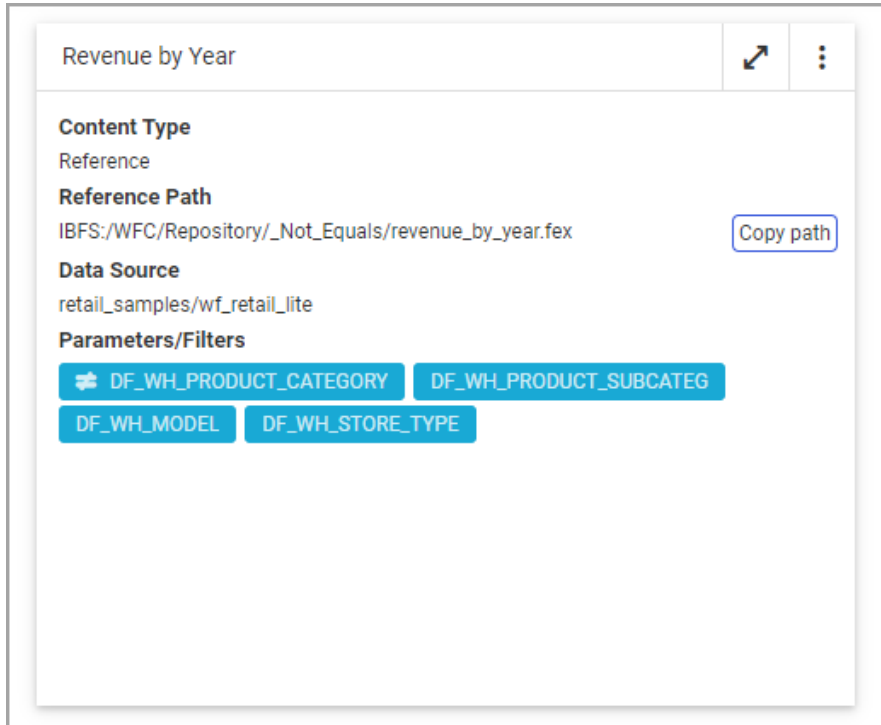 Revenue by Year
Content Type
Reference
Reference Path
IBFS:/WFC/Repository/_Not_Equals/revenue_by_year.fex
Copy path
Data Source
retail_samples/wf_retail_lite
Parameters/Filters
DF_WH_PRODUCT_CATEGORY DF_WH_PRODUCT_SUBCATEG
DF_WH_MODEL DF_WH_STORE_TYPE